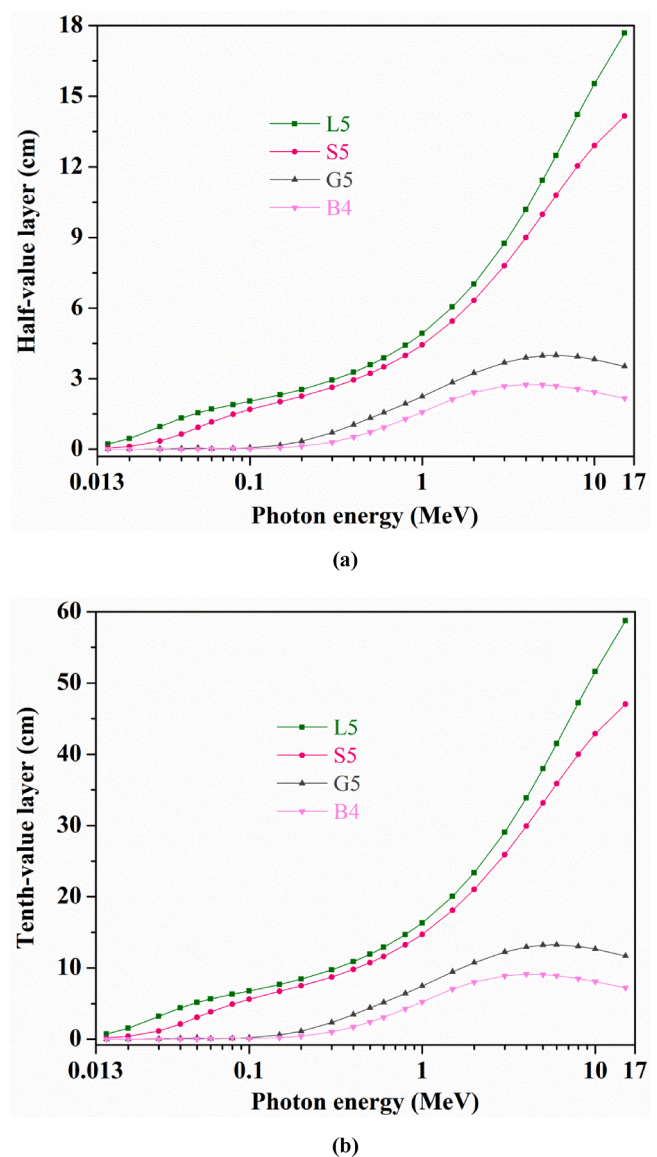 18
15
12
9
6
3
0
Half-value layer (cm)
L5
S5
G5
B4
0.013 0.1 1 10 17
Photon energy (MeV)
(a)
60
50
40
30
20
10
0
Tenth-value layer (cm)
L5
S5
G5
B4
0.013 0.1 1 10 17
Photon energy (MeV)
(b)